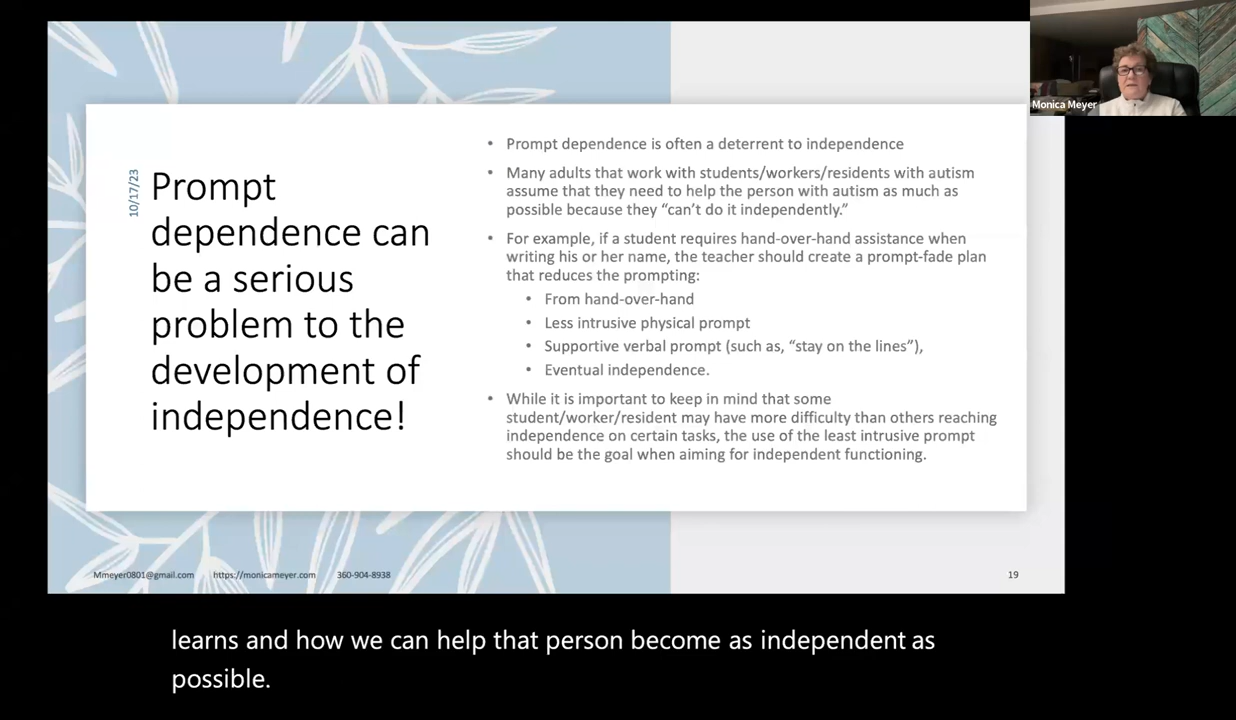 Monica Meyer
10/17/23
Prompt
dependence can
be a serious
problem to the
development of
independence!
• Prompt dependence is often a deterrent to independence
• Many adults that work with students/workers/residents with autism
assume that they need to help the person with autism as much as
possible because they “can’t do it independently.”
• For example, if a student requires hand-over-hand assistance when
writing his or her name, the teacher should create a prompt-fade plan
that reduces the prompting:
• From hand-over-hand
• Less intrusive physical prompt
• Supportive verbal prompt (such as, “stay on the lines”),
• Eventual independence.
• While it is important to keep in mind that some
student/worker/resident may have more difficulty than others reaching
independence on certain tasks, the use of the least intrusive prompt
should be the goal when aiming for independent functioning.
Mmeyer0801@gmail.com https://monicameyer.com 360-904-8938
19
learns and how we can help that person become as independent as
possible.